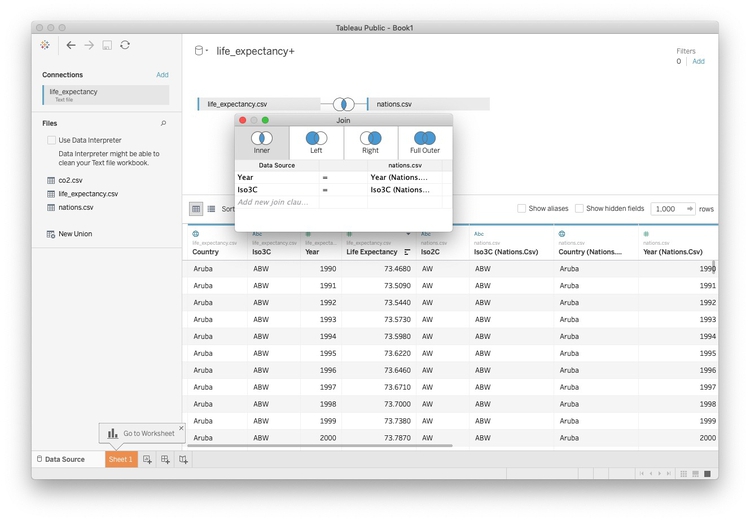 Tableau Public - Book1
Connections Add
life_expectancy
Text file
Files
Use Data Interpreter
Data Interpreter might be able to
clean your Text file workbook.
co2.csv
life_expectancy.csv
nations.csv
New Union
life_expectancy+
Filters
0 Add
life_expectancy.csv nations.csv
Join
Inner Left Right Full Outer
Data Source nations.csv
Year = Year (Nations....
Iso3C = Iso3C (Nations...
Add new join clau...
Sort
Show aliases Show hidden fields 1,000 rows
Abc Abc Abc
life_expectancy.csv life_expectancy.csv life_expecta... life_expectancy.csv nations.csv nations.csv nations.csv nations.csv
Country Iso3C Year Life Expectancy Iso2C Iso3C (Nations.Csv) Country (Nations.... Year (Nations.Csv)
Aruba ABW 1990 73.4680 AW ABW Aruba 1990
Aruba ABW 1991 73.5090 AW ABW Aruba 1991
Aruba ABW 1992 73.5440 AW ABW Aruba 1992
Aruba ABW 1993 73.5730 AW ABW Aruba 1993
Aruba ABW 1994 73.5980 AW ABW Aruba 1994
Aruba ABW 1995 73.6220 AW ABW Aruba 1995
Aruba ABW 1996 73.6460 AW ABW Aruba 1996
Aruba ABW 1997 73.6710 AW ABW Aruba 1997
Aruba ABW 1998 73.7000 AW ABW Aruba 1998
Aruba ABW 1999 73.7380 AW ABW Aruba 1999
Aruba ABW 2000 73.7870 AW ABW Aruba 2000
Go to Worksheet
Data Source Sheet 1